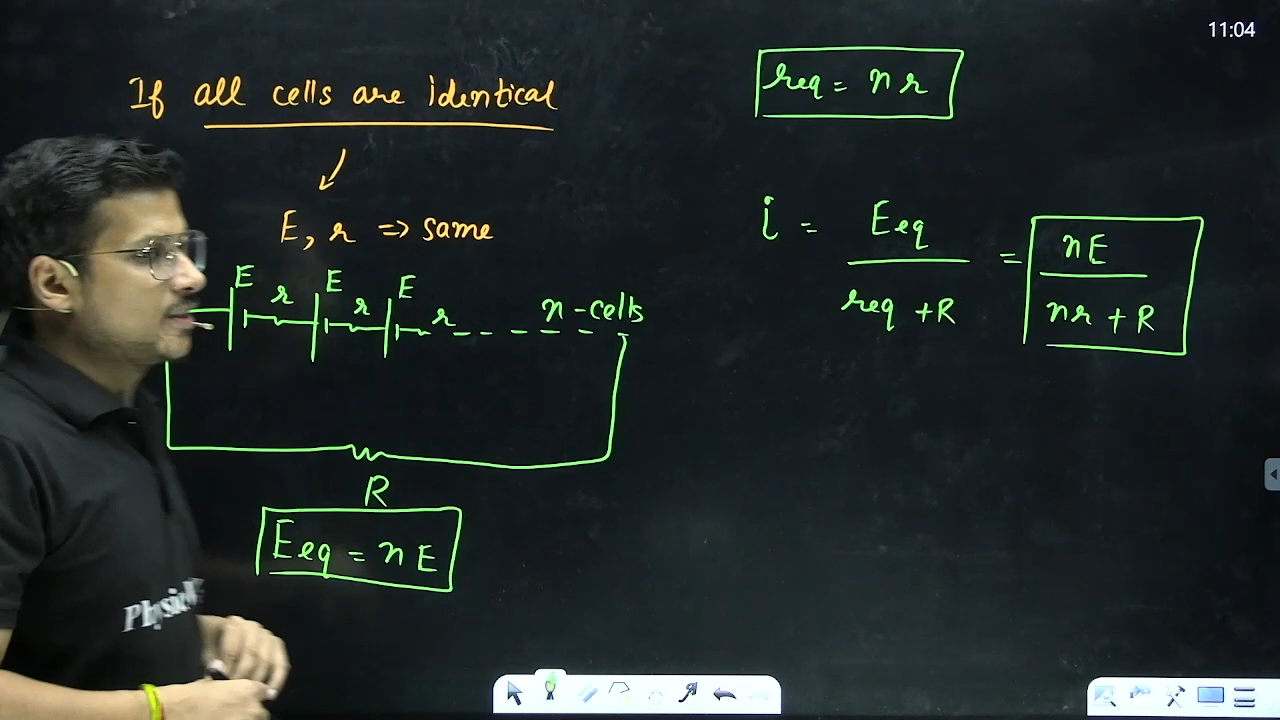 11:04
If all cells are identical
E, r => same
E r E r E r n-cells
R
Eeq = nE
req = nr
i = Eeq / req + R = nE / nr + R